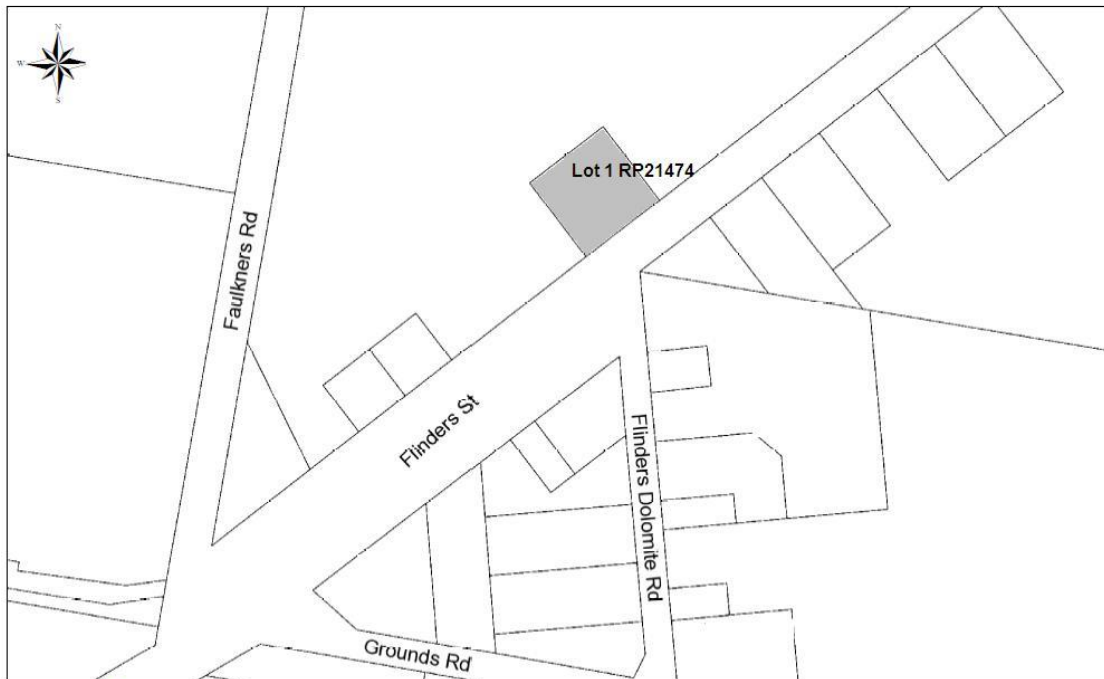 N
W
S
Lot 1 RP21474
Faulkners Rd
Flinders St
Flinders Dolomite Rd
Grounds Rd